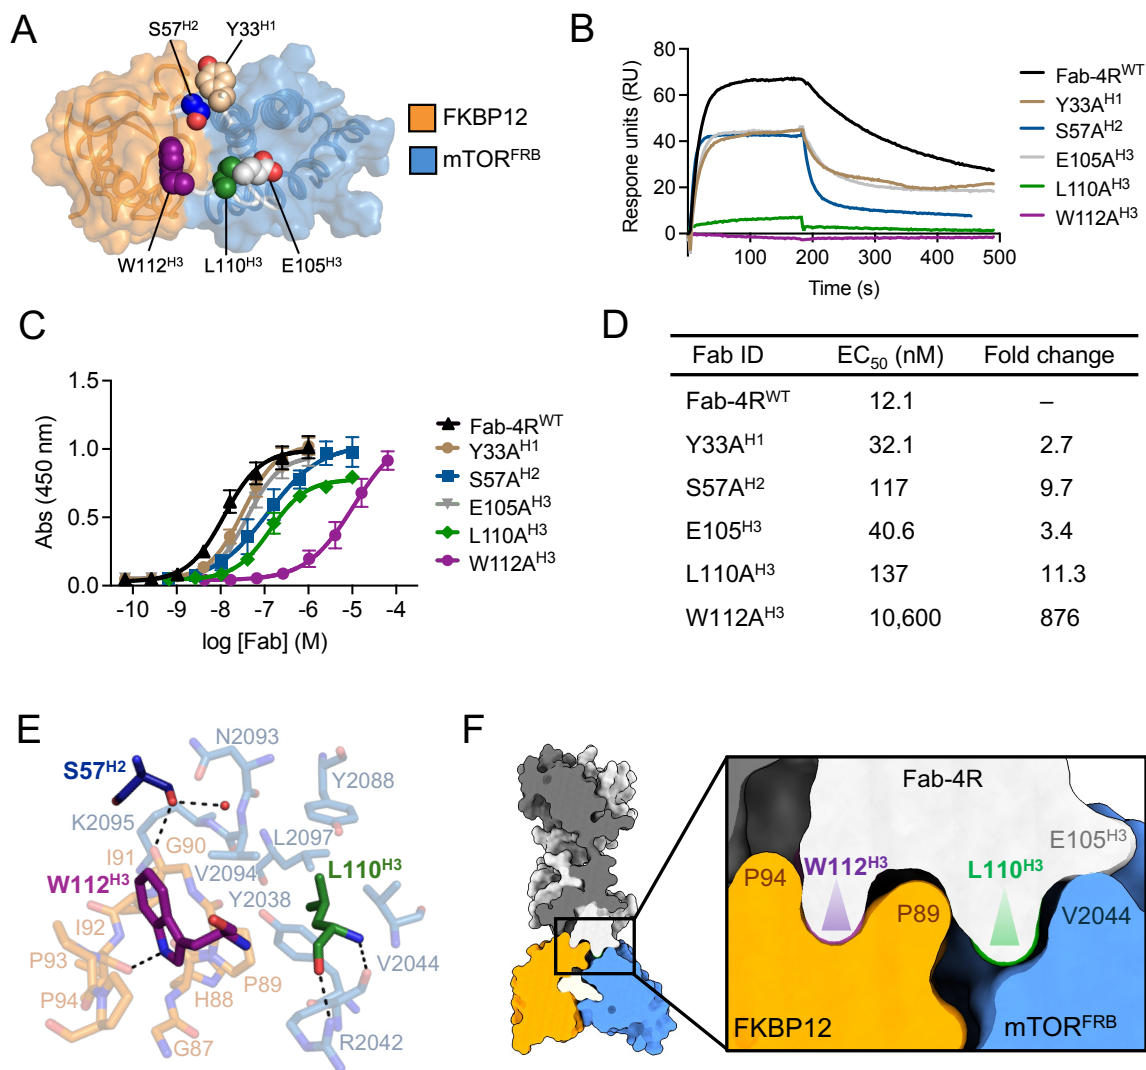 A
S57H2
Y33H1
FKBP12
mTORFRB
W112H3
L110H3
E105H3
B
Respone units (RU)
80
60
40
20
0
100
200
300
400
500
Time (s)
Fab-4RWT
Y33AH1
S57AH2
E105AH3
L110AH3
W112AH3
C
Abs (450 nm)
1.5
1.0
0.5
0.0
-10
-9
-8
-7
-6
-5
-4
log [Fab] (M)
Fab-4RWT
Y33AH1
S57AH2
E105AH3
L110AH3
W112AH3
D
Fab ID EC50 (nM) Fold change
Fab-4RWT 12.1 –
Y33AH1 32.1 2.7
S57AH2 117 9.7
E105H3 40.6 3.4
L110AH3 137 11.3
W112AH3 10,600 876
E
S57H2
N2093
Y2088
K2095
G90
L2097
I91
V2094
W112H3
L110H3
Y2038
I92
P93
V2044
P94
H88
P89
G87
R2042
F
Fab-4R
E105H3
W112H3
L110H3
P94
P89
V2044
FKBP12
mTORFRB